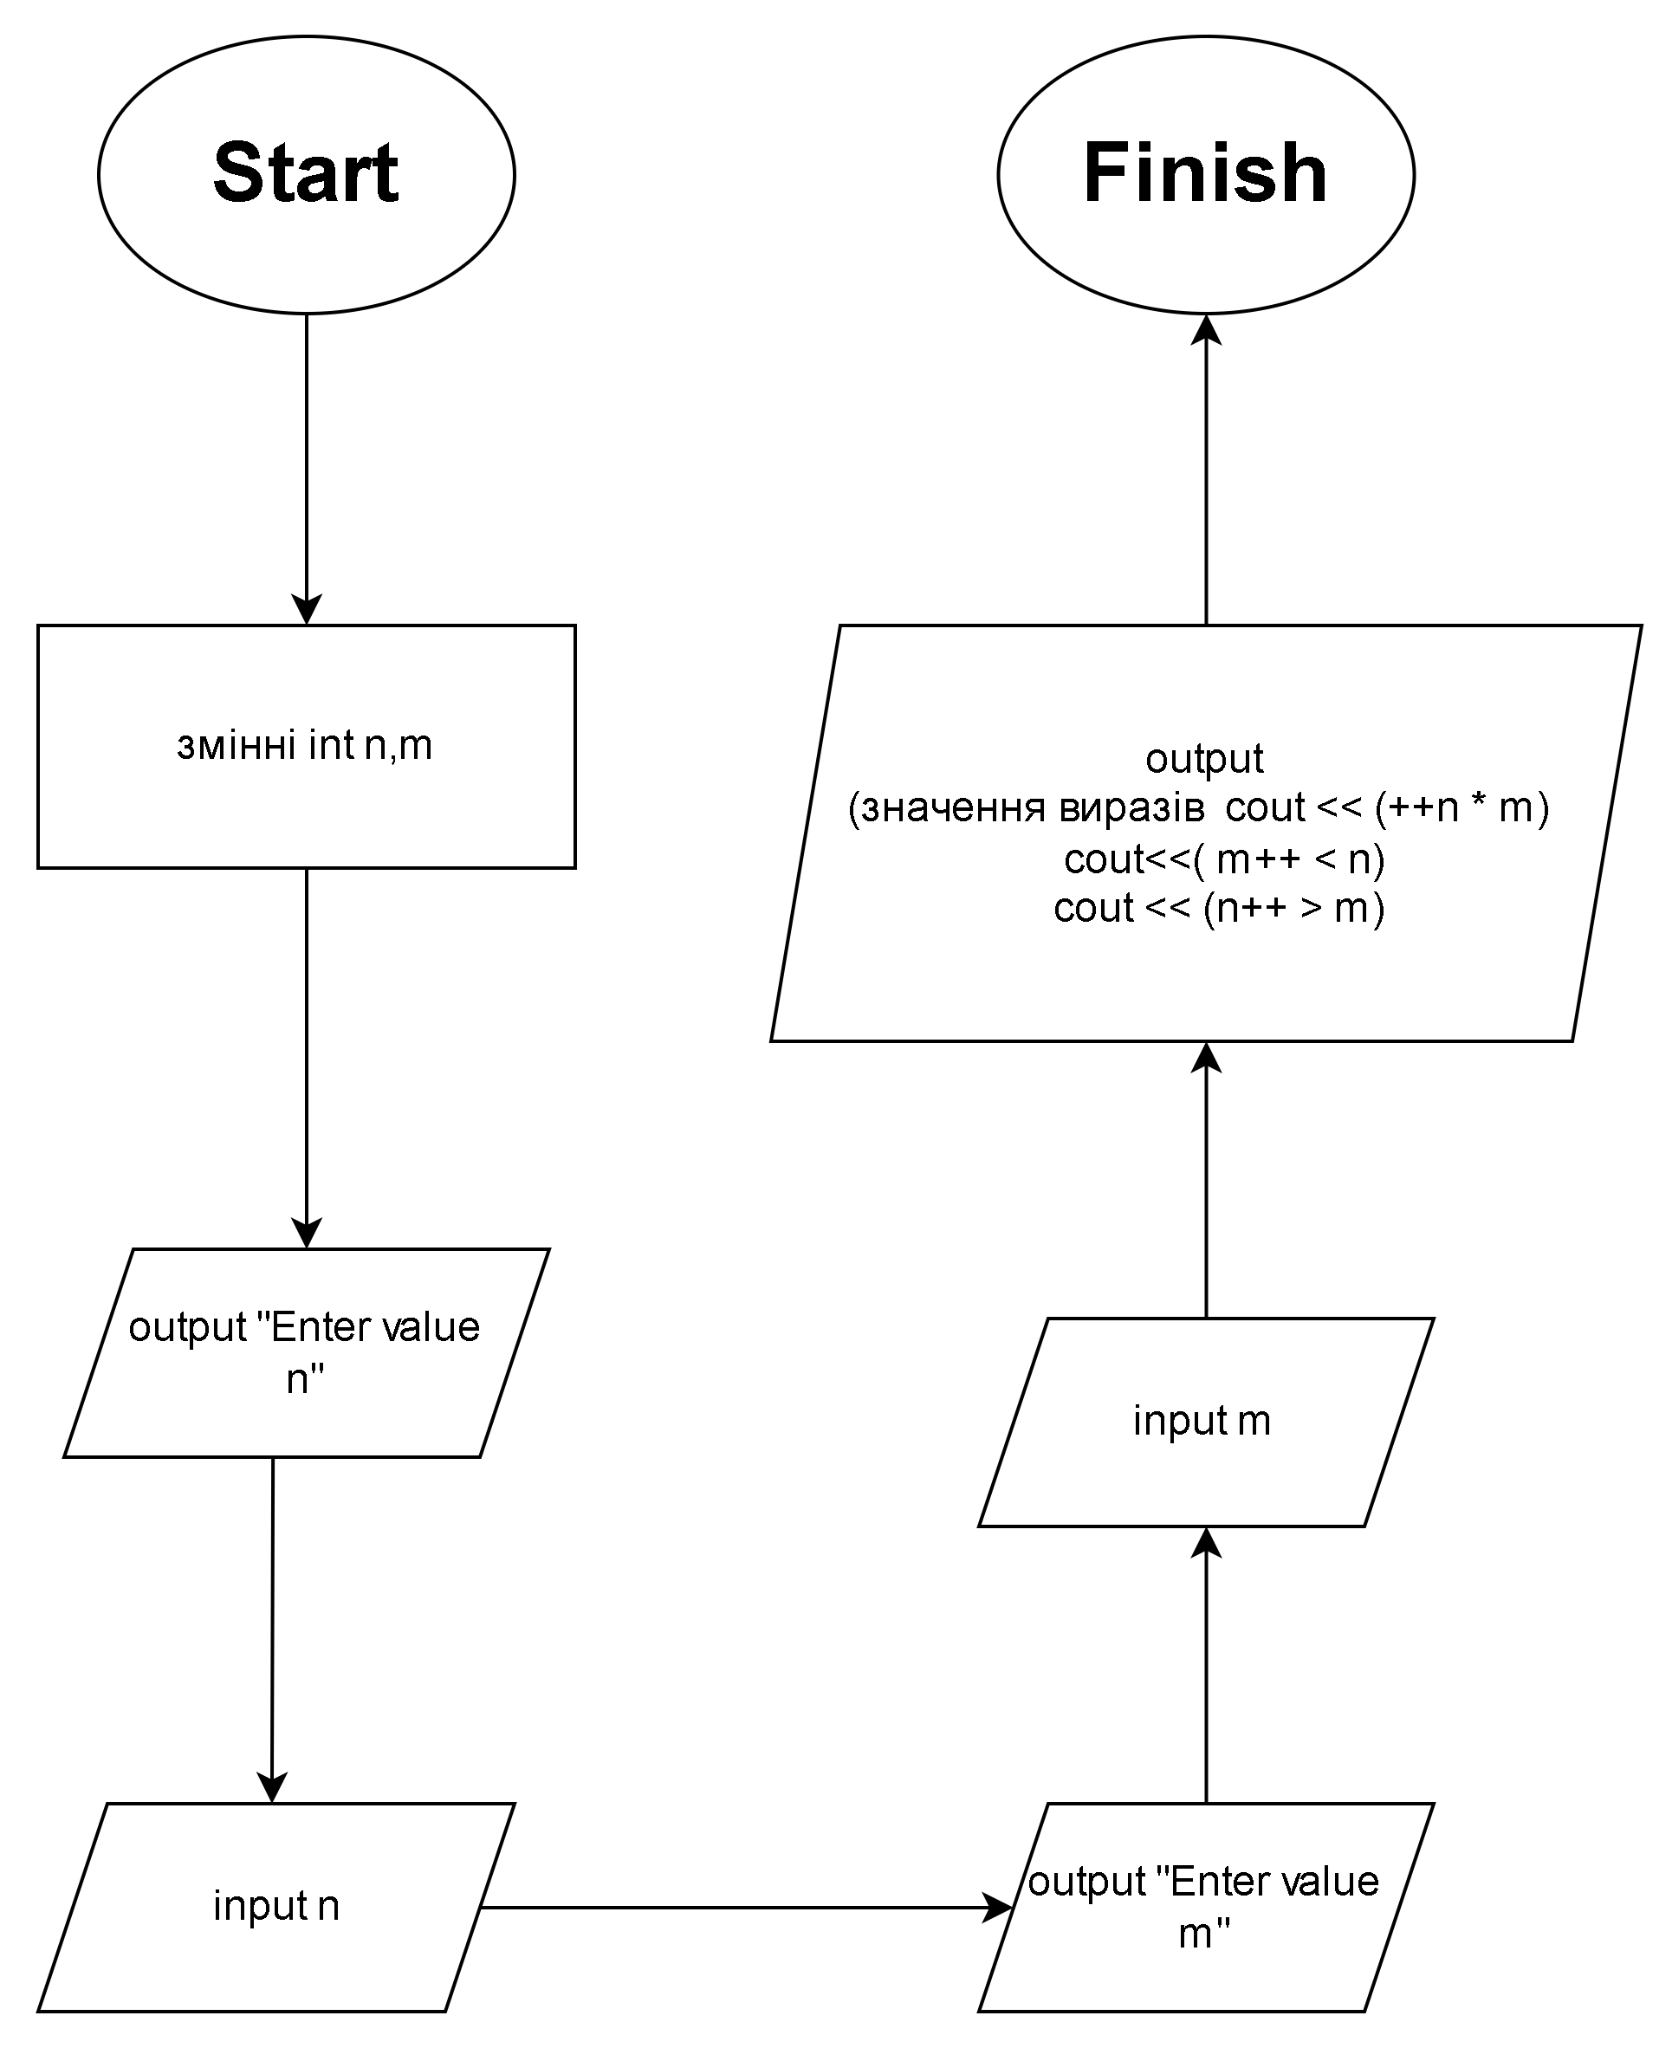 Start
змінні int n,m
output "Enter value
n"
input n
output "Enter value
m"
input m
output
(значення виразів cout << (++n * m)
cout<<( m++ < n)
cout << (n++ > m)
Finish